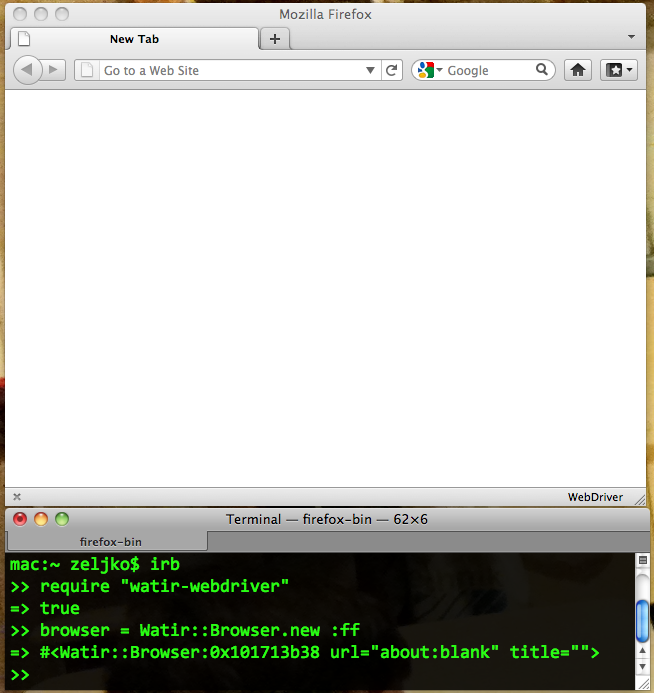 Mozilla Firefox
New Tab
Go to a Web Site
Google
WebDriver
Terminal — firefox-bin — 62×6
firefox-bin
mac:~ zeljko$ irb
>> require "watir-webdriver"
=> true
>> browser = Watir::Browser.new :ff
=> #<Watir::Browser:0x101713b38 url="about:blank" title="">
>>